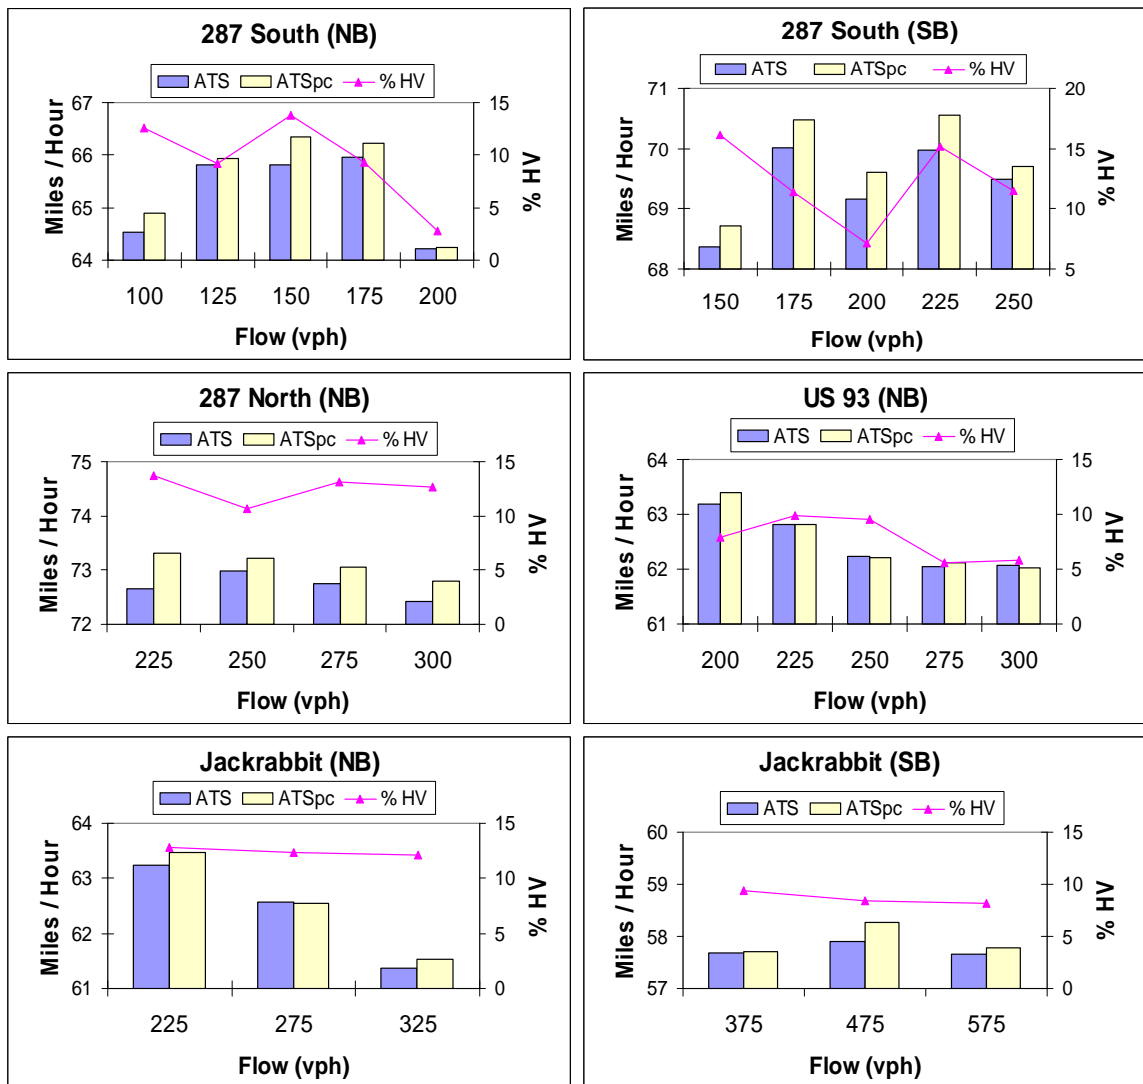 287 South (NB)
ATS ATSpc % HV
Miles / Hour
67
66
65
64
15
10
5
0
% HV
100 125 150 175 200
Flow (vph)
287 South (SB)
ATS ATSpc % HV
Miles / Hour
71
70
69
68
20
15
10
5
% HV
150 175 200 225 250
Flow (vph)
287 North (NB)
ATS ATSpc % HV
Miles / Hour
75
74
73
72
15
10
5
0
% HV
225 250 275 300
Flow (vph)
US 93 (NB)
ATS ATSpc % HV
Miles / Hour
64
63
62
61
15
10
5
0
% HV
200 225 250 275 300
Flow (vph)
Jackrabbit (NB)
ATS ATSpc % HV
Miles / Hour
64
63
62
61
15
10
5
0
% HV
225 275 325
Flow (vph)
Jackrabbit (SB)
ATS ATSpc % HV
Miles / Hour
60
59
58
57
15
10
5
0
% HV
375 475 575
Flow (vph)